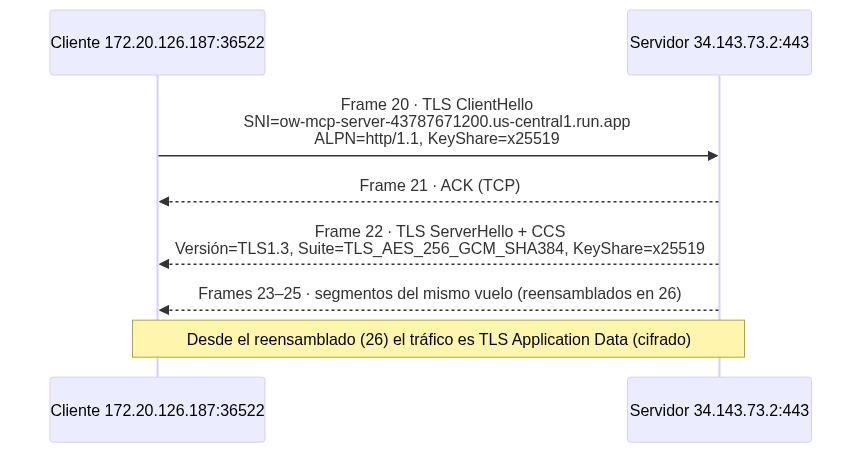 Cliente 172.20.126.187:36522
Servidor 34.143.73.2:443
Frame 20 · TLS ClientHello
SNI=ow-mcp-server-43787671200.us-central1.run.app
ALPN=http/1.1, KeyShare=x25519
Frame 21 · ACK (TCP)
Frame 22 · TLS ServerHello + CCS
Versión=TLS1.3, Suite=TLS_AES_256_GCM_SHA384, KeyShare=x25519
Frames 23–25 · segmentos del mismo vuelo (reensamblados en 26)
Desde el reensamblado (26) el tráfico es TLS Application Data (cifrado)
Cliente 172.20.126.187:36522
Servidor 34.143.73.2:443